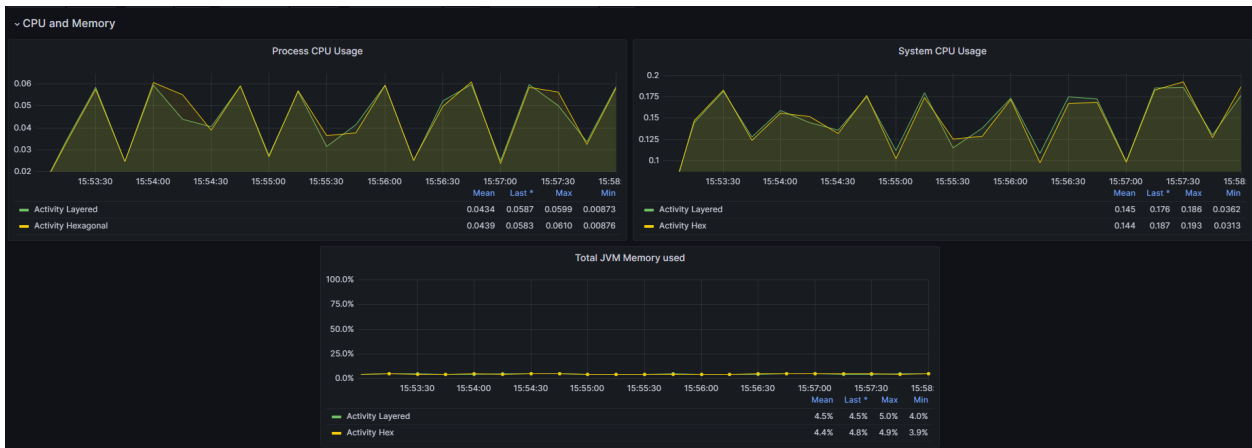 CPU and Memory
Process CPU Usage
0.06
0.05
0.04
0.03
0.02
15:53:30 15:54:00 15:54:30 15:55:00 15:55:30 15:56:00 15:56:30 15:57:00 15:57:30 15:58:
Mean Last * Max Min
Activity Layered 0.0434 0.0587 0.0599 0.00873
Activity Hexagonal 0.0439 0.0583 0.0610 0.00876
System CPU Usage
0.2
0.175
0.15
0.125
0.1
15:53:30 15:54:00 15:54:30 15:55:00 15:55:30 15:56:00 15:56:30 15:57:00 15:57:30 15:58:
Mean Last * Max Min
Activity Layered 0.145 0.176 0.186 0.0362
Activity Hex 0.144 0.187 0.193 0.0313
Total JVM Memory used
100.0%
75.0%
50.0%
25.0%
0.0%
15:53:30 15:54:00 15:54:30 15:55:00 15:55:30 15:56:00 15:56:30 15:57:00 15:57:30 15:58:
Mean Last * Max Min
Activity Layered 4.5% 4.5% 5.0% 4.0%
Activity Hex 4.4% 4.8% 4.9% 3.9%